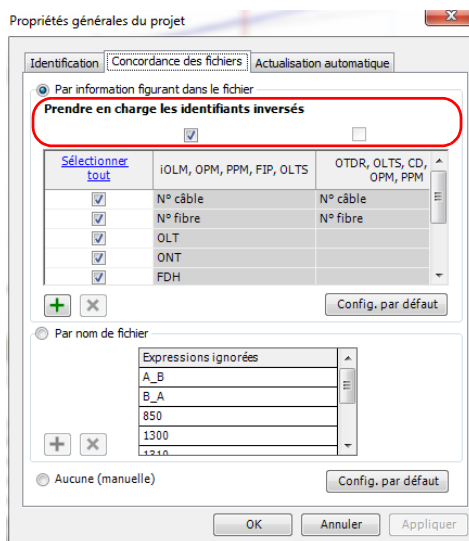 Propriétés générales du projet
Identification Concordance des fichiers Actualisation automatique
Par information figurant dans le fichier
Prendre en charge les identifiants inversés
Sélectionner tout iOLM, OPM, PPM, FIP, OLTS OTDR, OLTS, CD, OPM, PPM
N° câble N° câble
N° fibre N° fibre
OLT
ONT
FDH
Config. par défaut
Par nom de fichier
Expressions ignorées
A_B
B_A
850
1300
1310
Aucune (manuelle) Config. par défaut
OK Annuler Appliquer